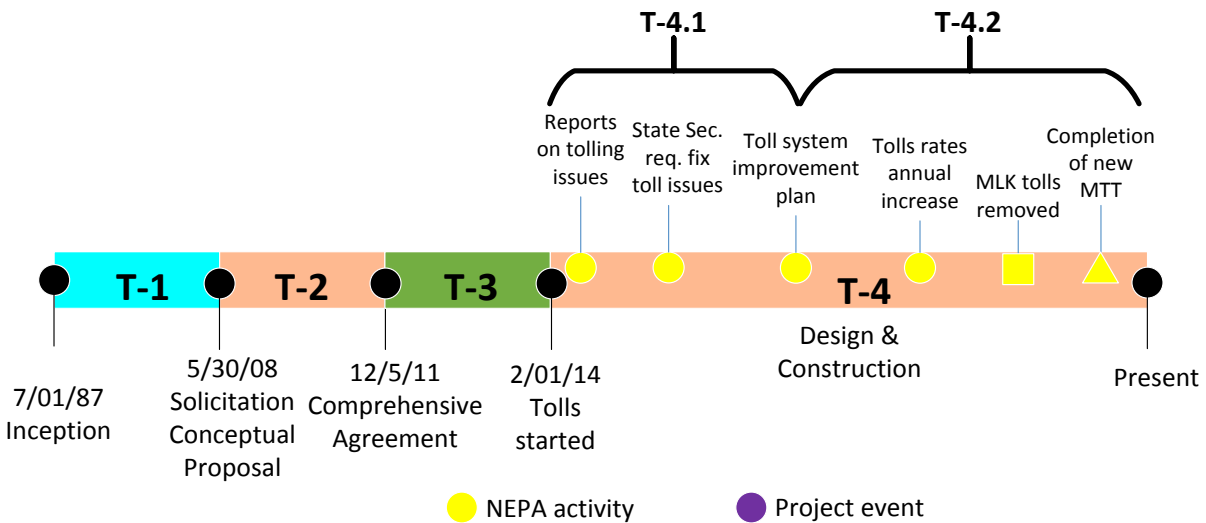 T-4.1
T-4.2
Reports
on tolling
issues
State Sec.
req. fix
toll issues
Toll system
improvement
plan
Tolls rates
annual
increase
MLK tolls
removed
Completion
of new
MTT
T-1
T-2
T-3
T-4
7/01/87
Inception
5/30/08
Solicitation
Conceptual
Proposal
12/5/11
Comprehensive
Agreement
2/01/14
Tolls
started
Design &
Construction
Present
NEPA activity
Project event